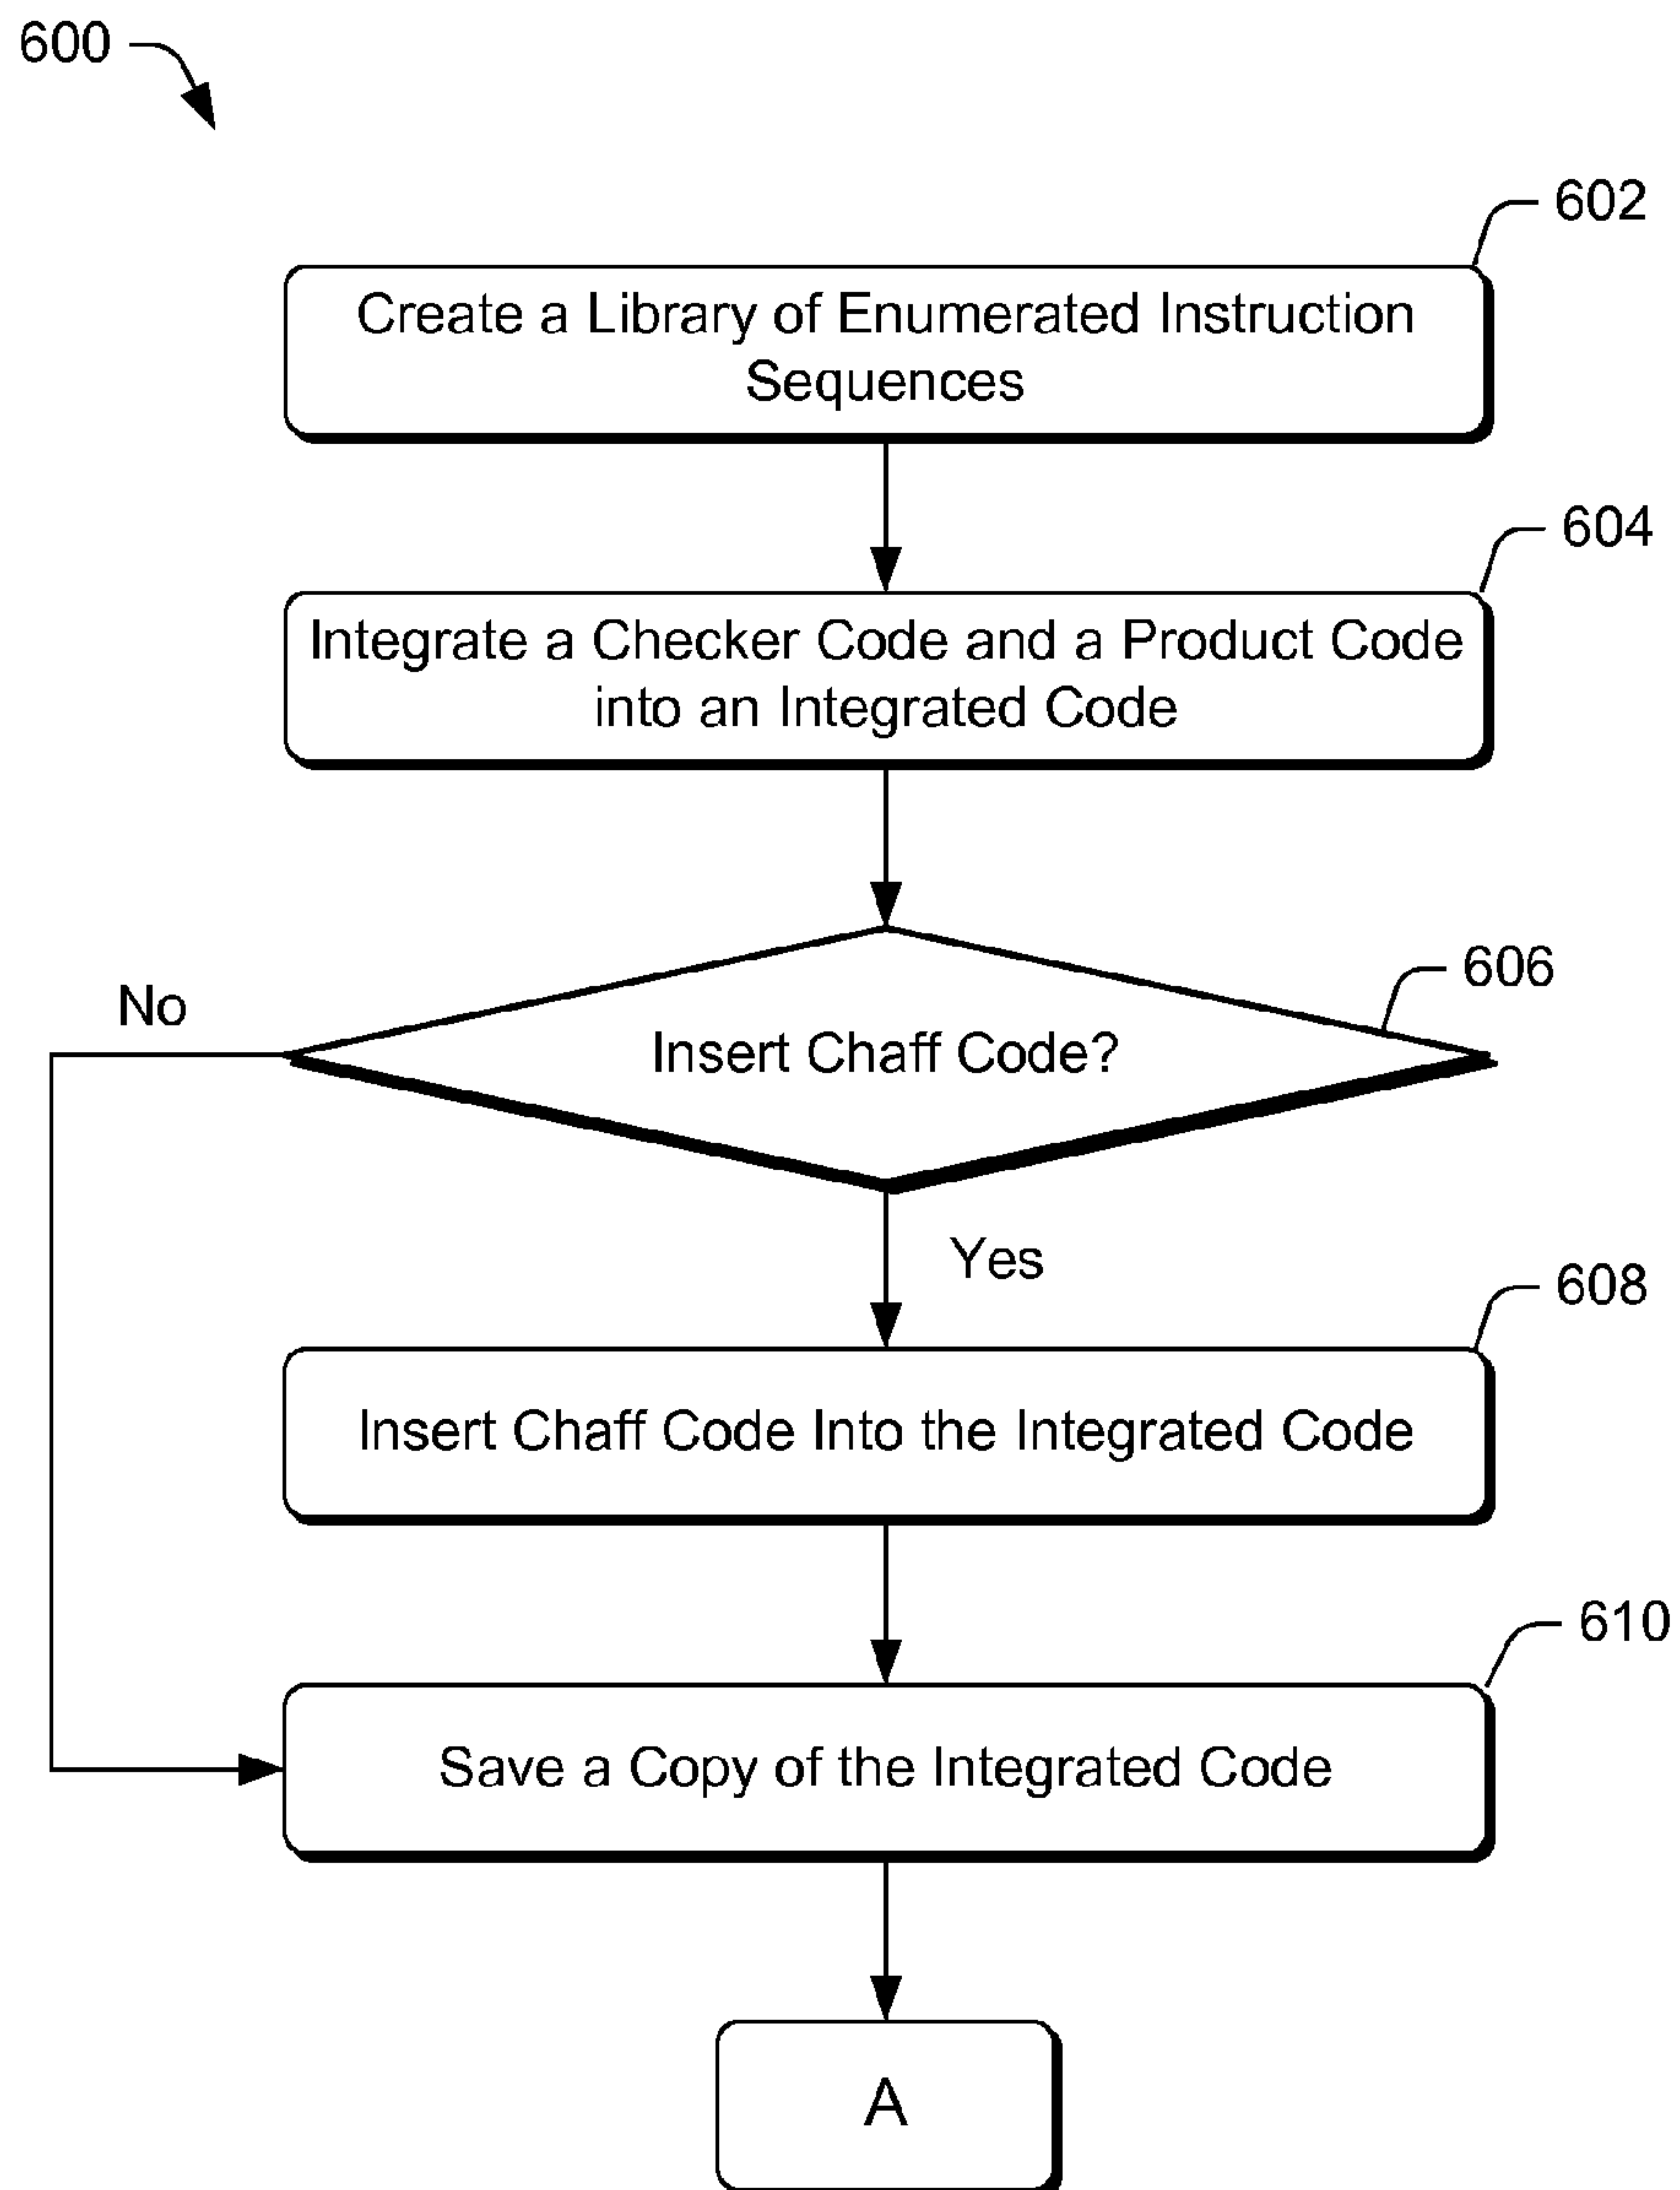 600
602
Create a Library of Enumerated Instruction
Sequences
604
Integrate a Checker Code and a Product Code
into an Integrated Code
606
No
Insert Chaff Code?
Yes
608
Insert Chaff Code Into the Integrated Code
610
Save a Copy of the Integrated Code
A